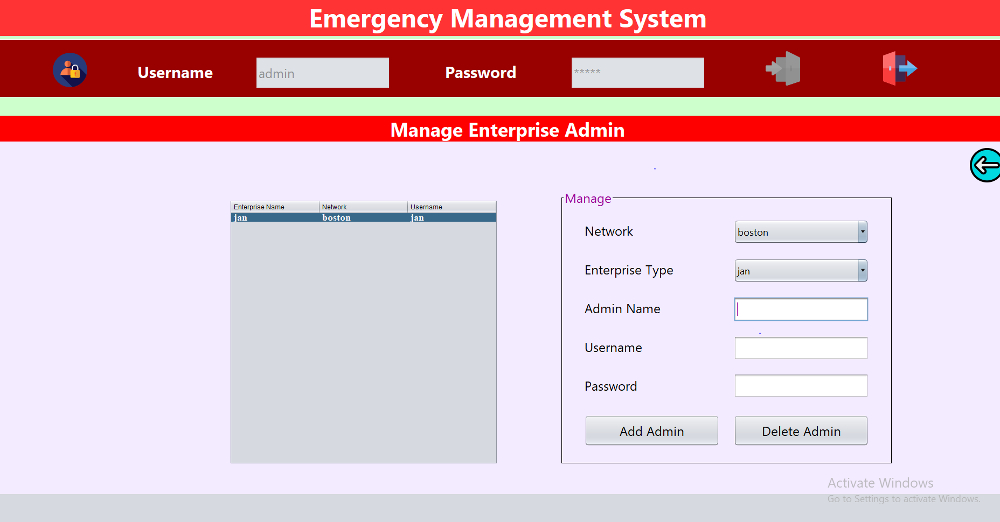 Emergency Management System
Username admin Password *****
Manage Enterprise Admin
Enterprise Name Network Username
jan boston jan
Manage
Network boston
Enterprise Type jan
Admin Name
Username
Password
Add Admin Delete Admin
Activate Windows
Go to Settings to activate Windows.